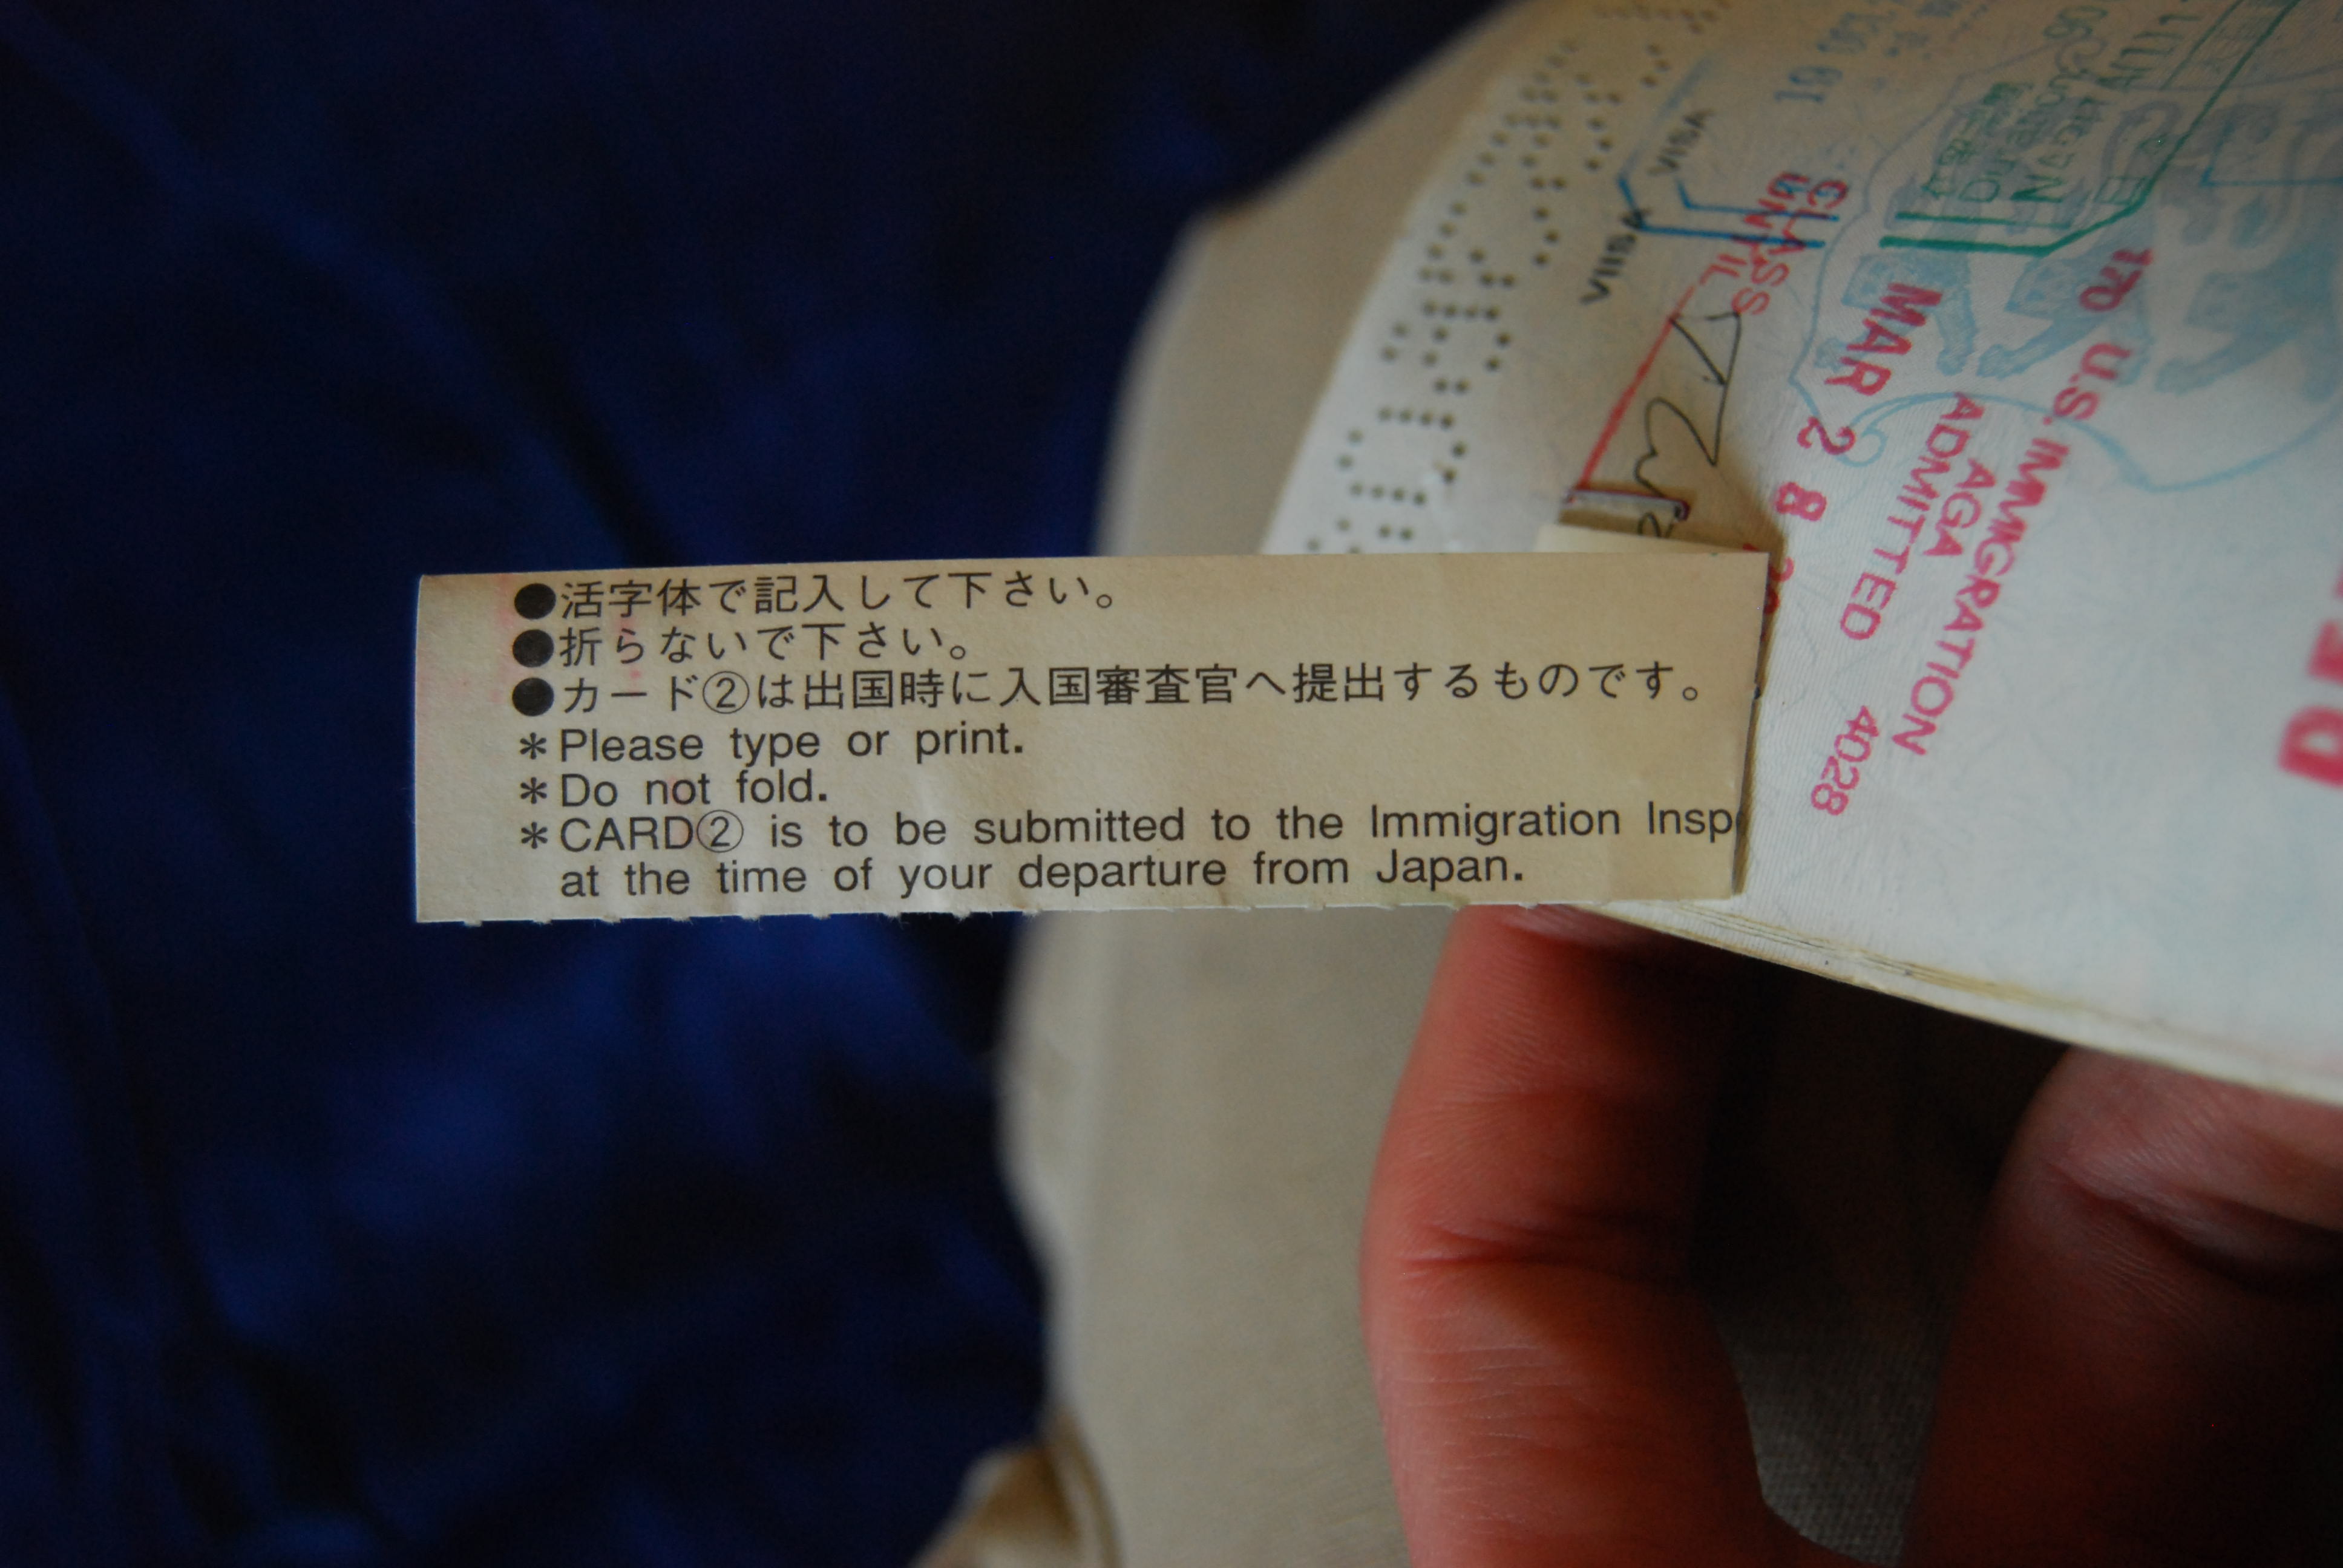 ●活字体で記入して下さい。
●折らないで下さい。
●カード②は出国時に入国審査官へ提出するものです。
*Please type or print.
*Do not fold.
*CARD② is to be submitted to the Immigration Insp
at the time of your departure from Japan.
VIISA
VISA
CLASS
UNTIL
MAR 28
170 U.S. IMMIGRATION
AGA
ADMITTED 4028